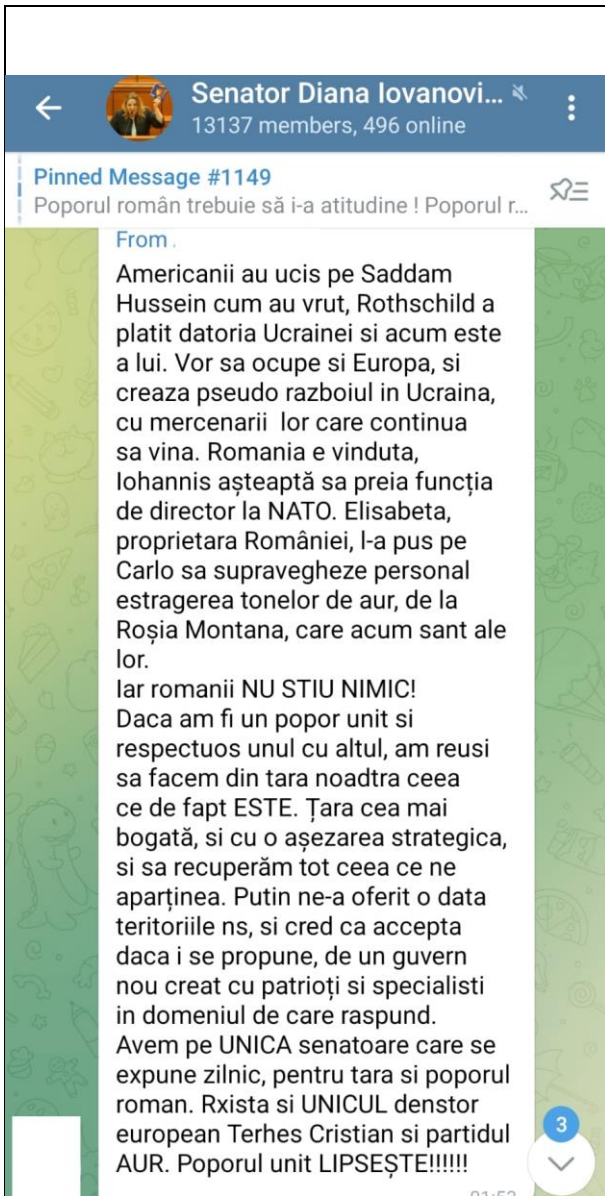 Senator Diana Iovanovi...
13137 members, 496 online
Pinned Message #1149
Poporul român trebuie să i-a atitudine ! Poporul r...
From
Americanii au ucis pe Saddam
Hussein cum au vrut, Rothschild a
platit datoria Ucrainei si acum este
a lui. Vor sa ocupe si Europa, si
creaza pseudo razboiul in Ucraina,
cu mercenarii lor care continua
sa vina. Romania e vinduta,
Iohannis așteaptă sa preia funcția
de director la NATO. Elisabeta,
proprietara României, l-a pus pe
Carlo sa supravegheze personal
estragerea tonelor de aur, de la
Roșia Montana, care acum sant ale
lor.
Iar romanii NU STIU NIMIC!
Daca am fi un popor unit si
respectuos unul cu altul, am reusi
sa facem din tara noadtra ceea
ce de fapt ESTE. Țara cea mai
bogată, si cu o așezarea strategica,
si sa recuperăm tot ceea ce ne
aparținea. Putin ne-a oferit o data
teritoriile ns, si cred ca accepta
daca i se propune, de un guvern
nou creat cu patrioți si specialisti
in domeniul de care raspund.
Avem pe UNICA senatoare care se
expune zilnic, pentru tara si poporul
roman. Rxista si UNICUL denstor
european Terhes Cristian si partidul
AUR. Poporul unit LIPSEȘTE!!!!!!
3